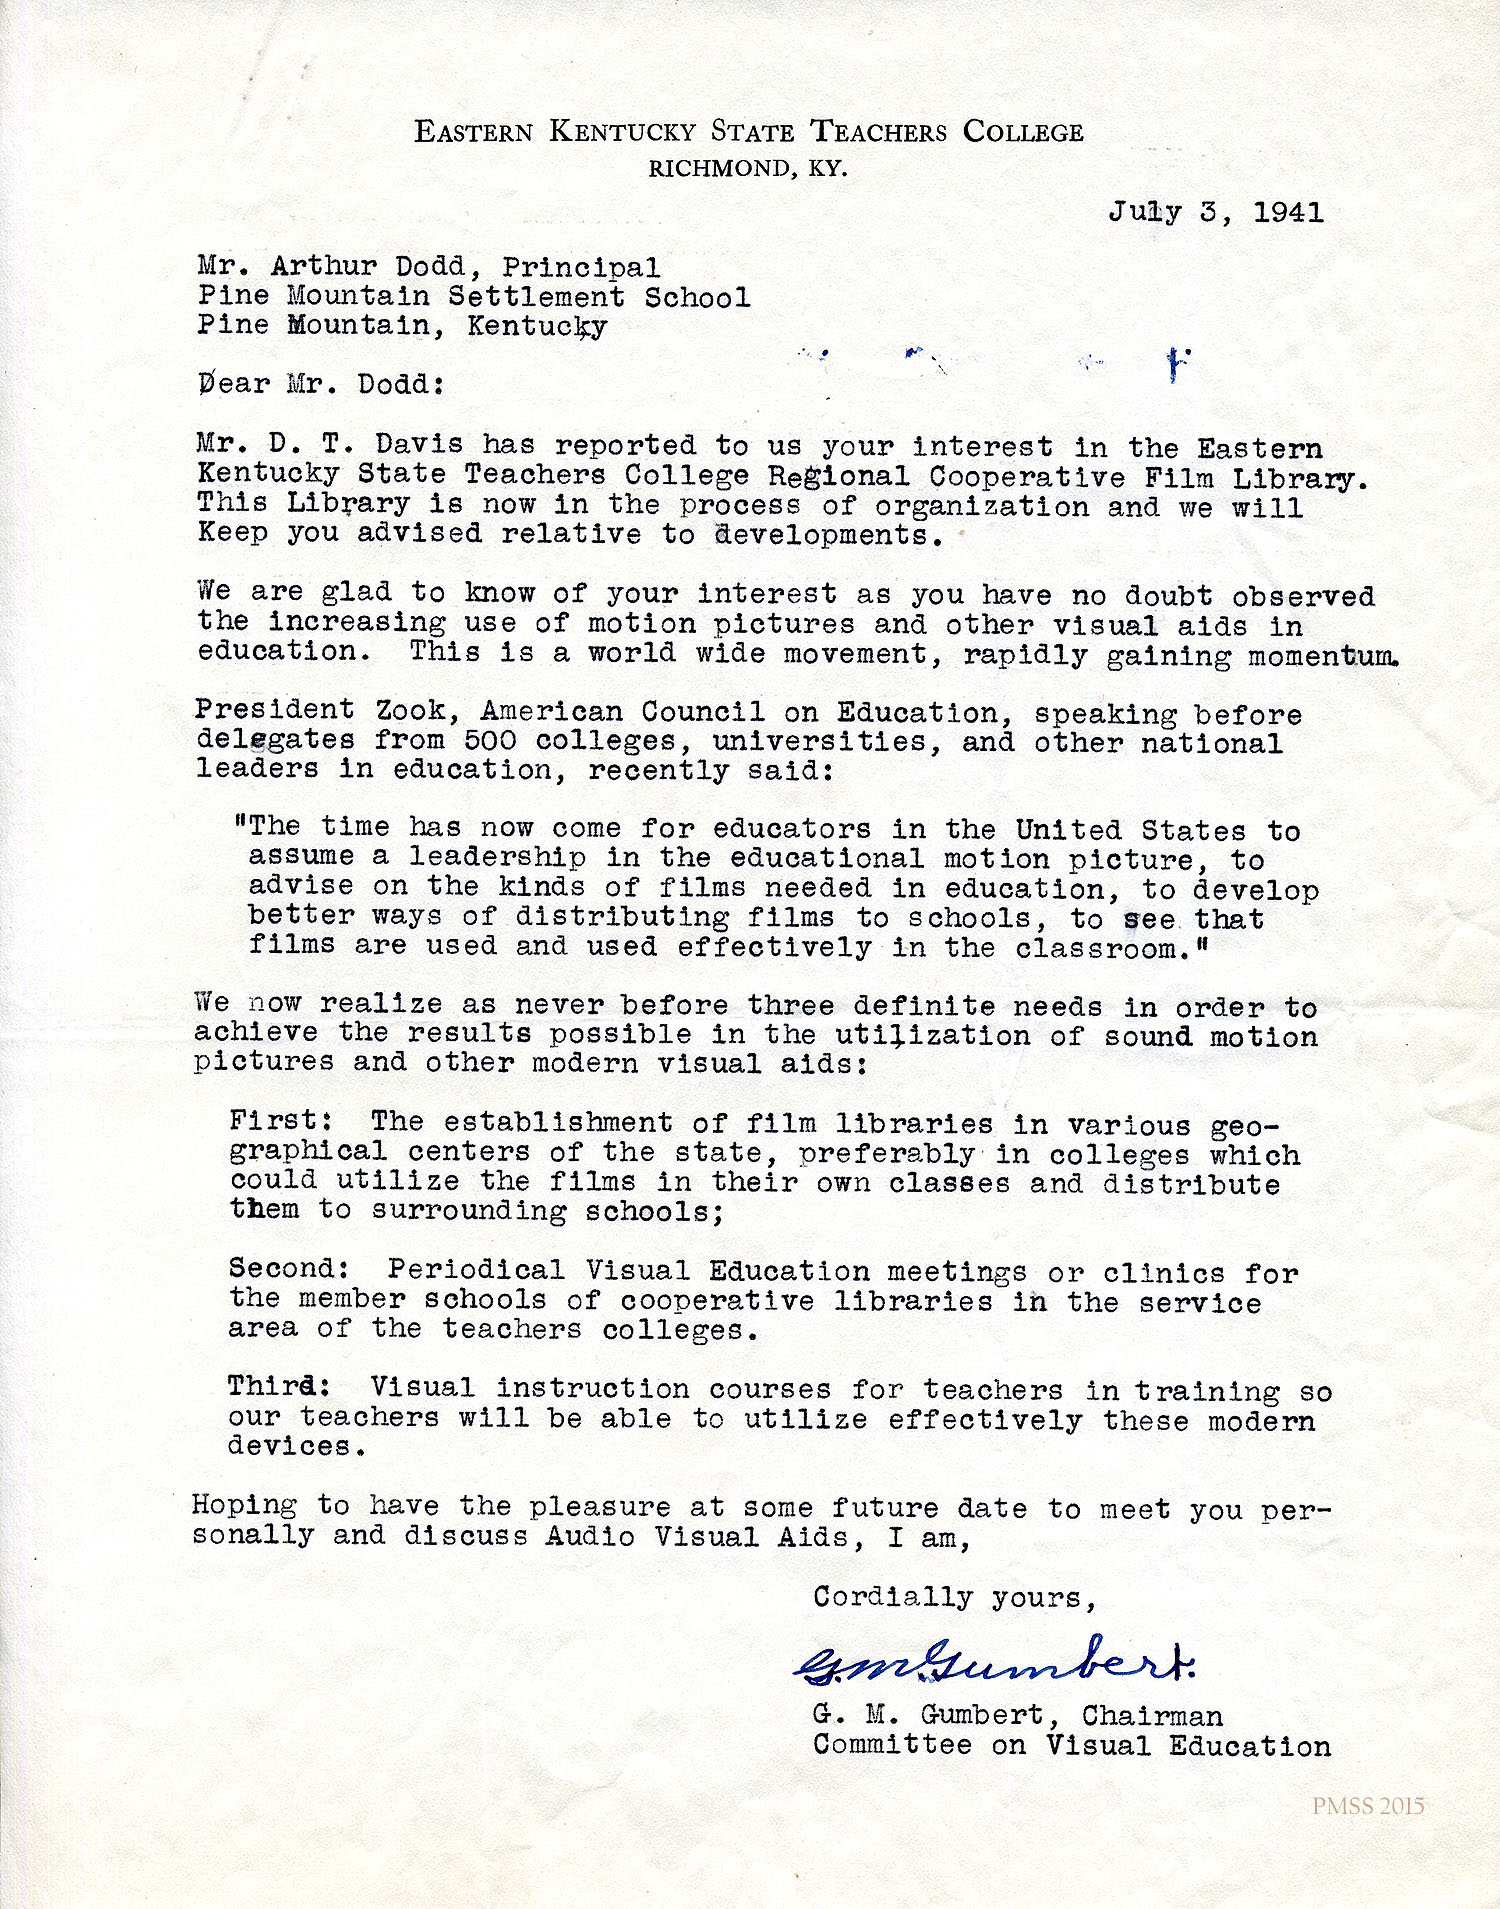 EASTERN KENTUCKY STATE TEACHERS COLLEGE
RICHMOND, KY.
July 3, 1941
Mr. Arthur Dodd, Principal
Pine Mountain Settlement School
Pine Mountain, Kentucky
Dear Mr. Dodd:
Mr. D. T. Davis has reported to us your interest in the Eastern
Kentucky State Teachers College Regional Cooperative Film Library.
This Library is now in the process of organization and we will
Keep you advised relative to developments.
We are glad to know of your interest as you have no doubt observed
the increasing use of motion pictures and other visual aids in
education. This is a world wide movement, rapidly gaining momentum.
President Zook, American Council on Education, speaking before
delegates from 500 colleges, universities, and other national
leaders in education, recently said:
"The time has now come for educators in the United States to
assume a leadership in the educational motion picture, to
advise on the kinds of films needed in education, to develop
better ways of distributing films to schools, to see that
films are used and used effectively in the classroom."
We now realize as never before three definite needs in order to
achieve the results possible in the utilization of sound motion
pictures and other modern visual aids:
First: The establishment of film libraries in various geo-
graphical centers of the state, preferably in colleges which
could utilize the films in their own classes and distribute
them to surrounding schools;
Second: Periodical Visual Education meetings or clinics for
the member schools of cooperative libraries in the service
area of the teachers colleges.
Third: Visual instruction courses for teachers in training so
our teachers will be able to utilize effectively these modern
devices.
Hoping to have the pleasure at some future date to meet you per-
sonally and discuss Audio Visual Aids, I am,
Cordially yours,
G. M. Gumbert.
G. M. Gumbert, Chairman
Committee on Visual Education
PMSS 2015